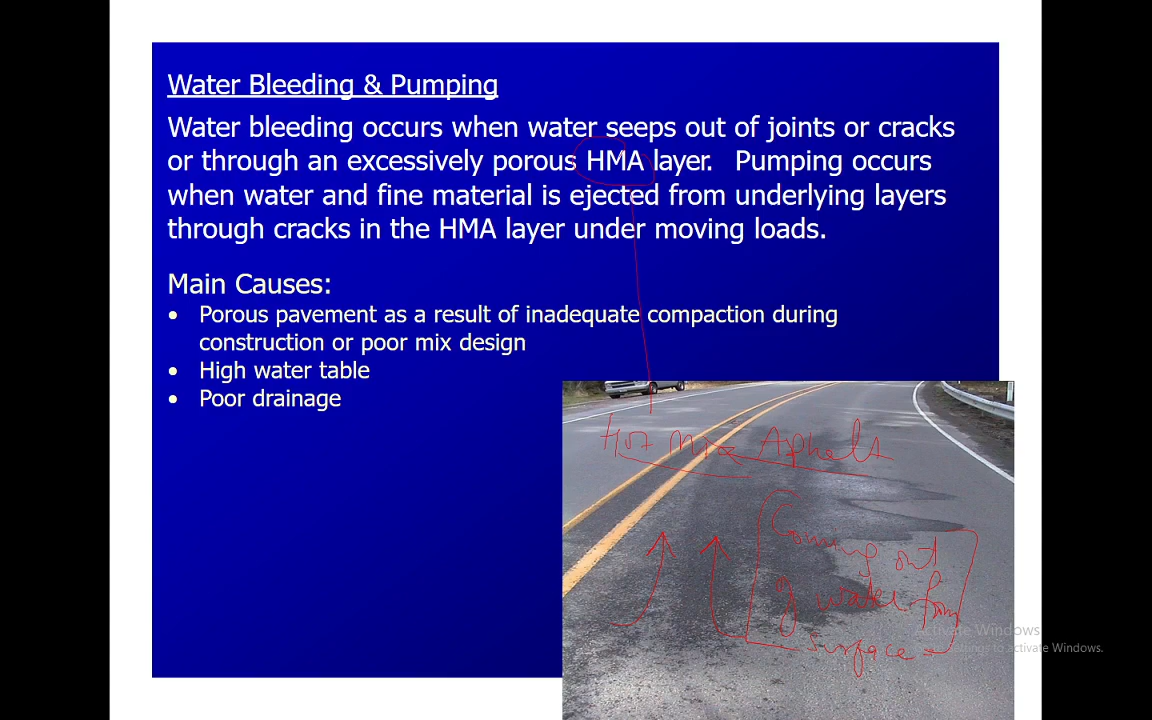 Water Bleeding & Pumping
Water bleeding occurs when water seeps out of joints or cracks
or through an excessively porous HMA layer. Pumping occurs
when water and fine material is ejected from underlying layers
through cracks in the HMA layer under moving loads.
Main Causes:
• Porous pavement as a result of inadequate compaction during
construction or poor mix design
• High water table
• Poor drainage
Hot Mix
Coming out
of water from
surface
Activate Windows
to activate Windows.